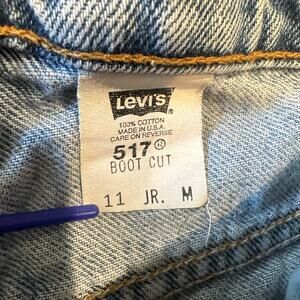 LEVI'S®
100% COTTON
MADE IN U.S.A.
CARE ON REVERSE
517®
BOOT CUT
11 JR. M